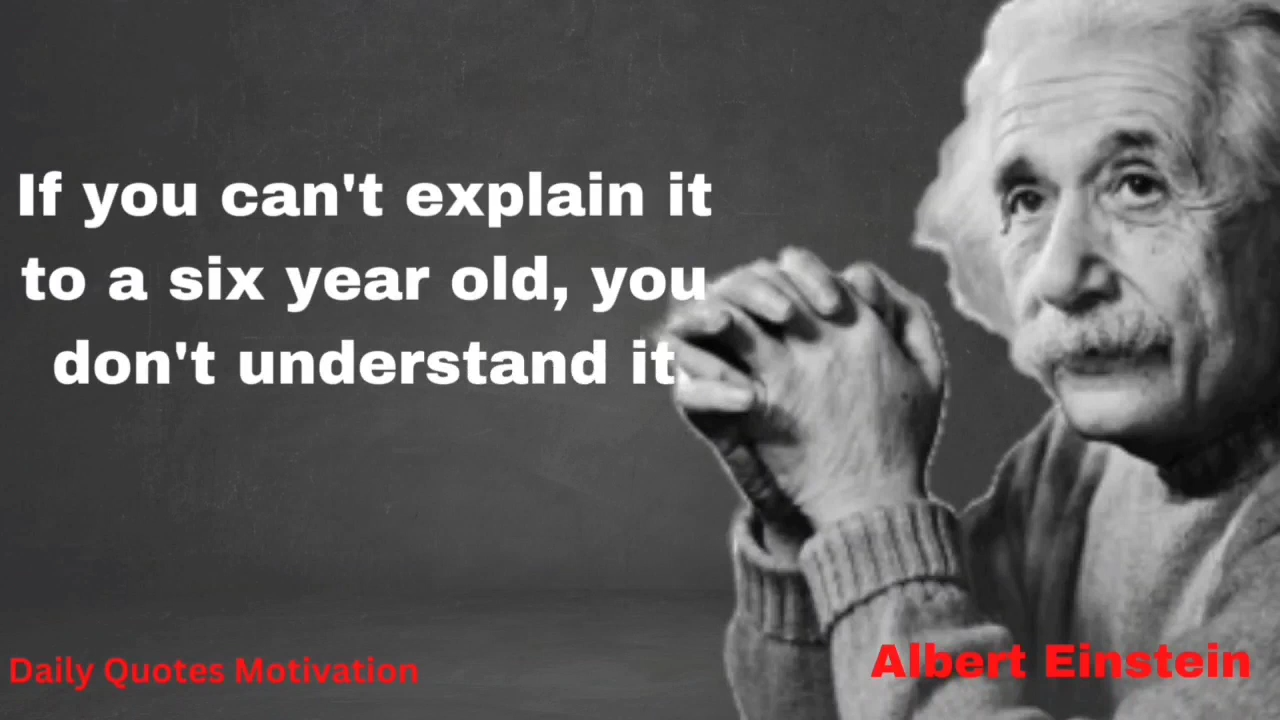 If you can't explain it
to a six year old, you
don't understand it.
Daily Quotes Motivation
Albert Einstein